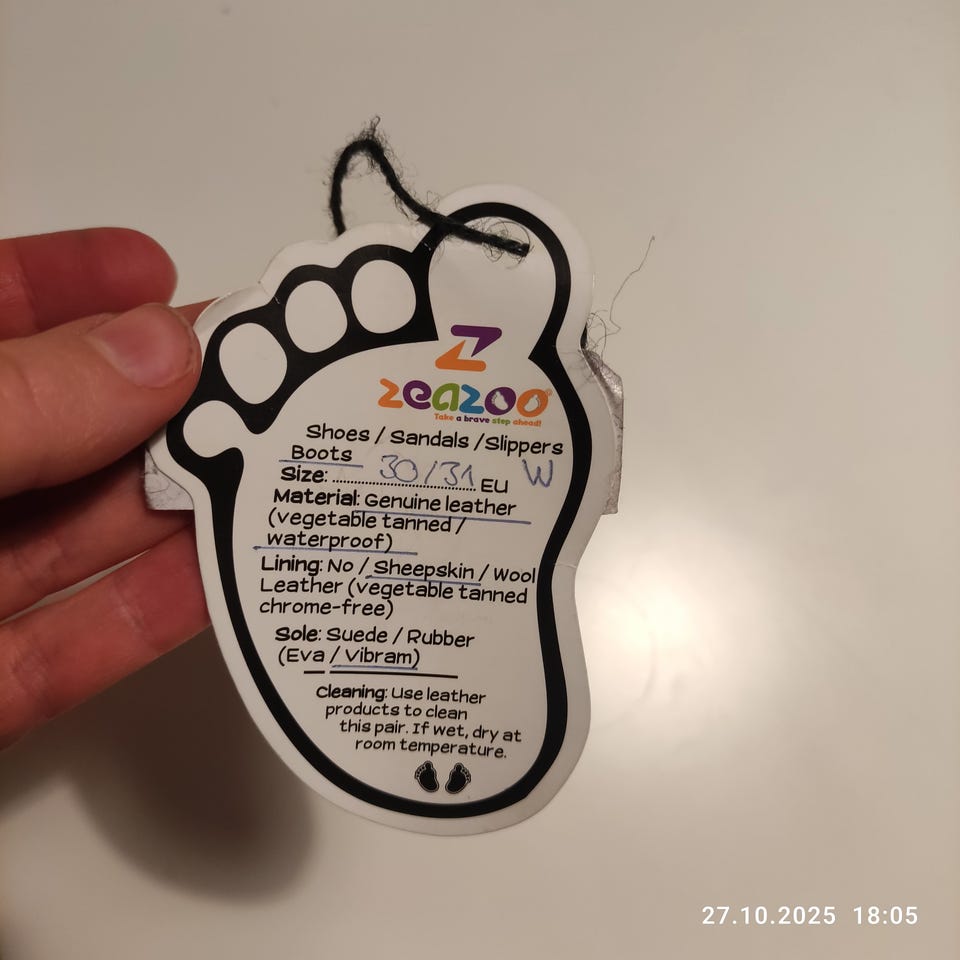 zeazoo®
Take a brave step ahead!
Shoes / Sandals / Slippers
Boots
Size: 30/31 EU W
Material: Genuine leather
(vegetable tanned /
waterproof)
Lining: No / Sheepskin / Wool
Leather (vegetable tanned
chrome-free)
Sole: Suede / Rubber
(Eva / Vibram)
Cleaning: Use leather
products to clean
this pair. If wet, dry at
room temperature.
27.10.2025 18:05